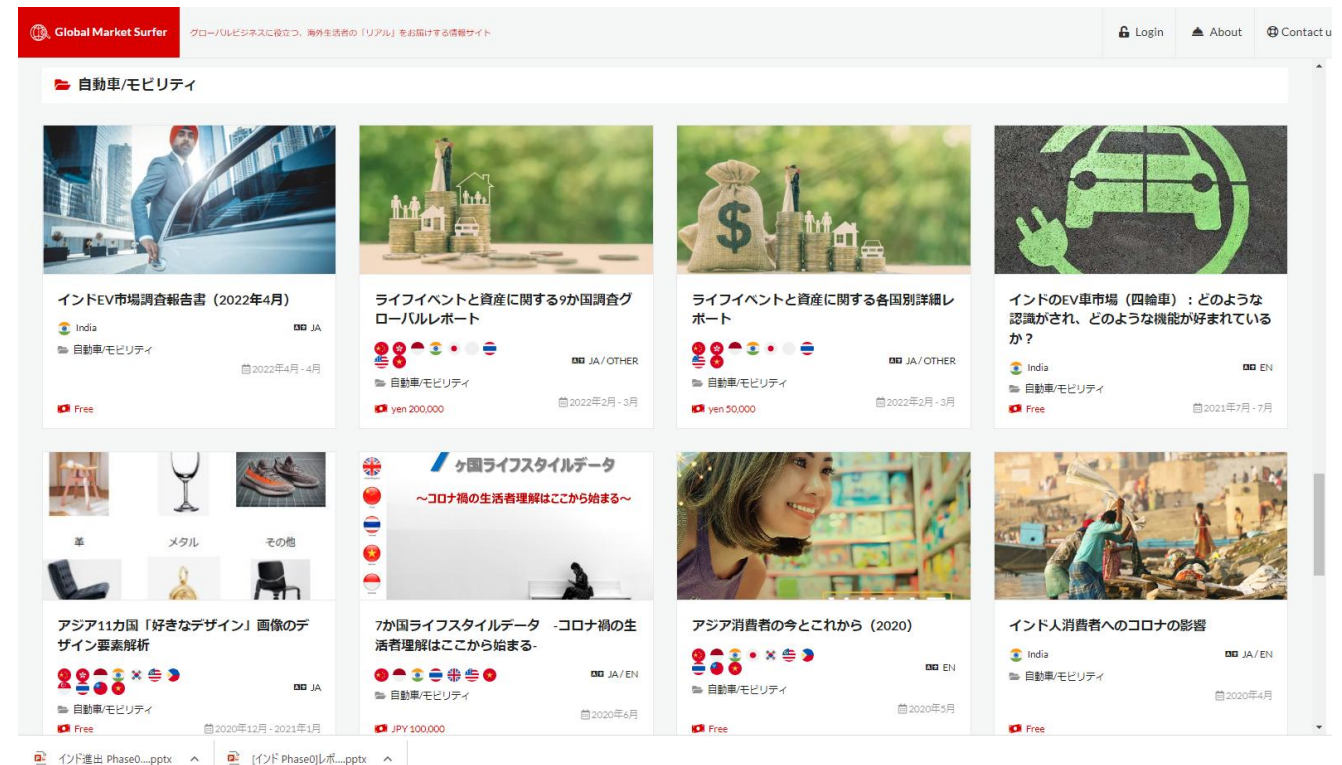 Global Market Surfer
グローバルビジネスに役立つ、海外生活者の「リアル」をお届けする情報サイト
Login
About
Contact u
自動車/モビリティ
インドEV市場調査報告書（2022年4月）
India
JA
自動車/モビリティ
2022年4月 - 4月
Free
ライフイベントと資産に関する9か国調査グ
ローバルレポート
JA / OTHER
自動車/モビリティ
2022年2月 - 3月
yen 200,000
ライフイベントと資産に関する各国別詳細レ
ポート
JA / OTHER
自動車/モビリティ
2022年2月 - 3月
yen 50,000
インドのEV車市場（四輪車）：どのような
認識がされ、どのような機能が好まれている
か？
India
EN
自動車/モビリティ
Free
2021年7月 - 7月
革
メタル
その他
アジア11カ国「好きなデザイン」画像のデ
ザイン要素解析
JA
自動車/モビリティ
Free
2020年12月 - 2021年1月
7ヶ国ライフスタイルデータ
～コロナ禍の生活者理解はここから始まる～
7か国ライフスタイルデータ　-コロナ禍の生
活者理解はここから始まる-
JA / EN
自動車/モビリティ
2020年6月
JPY 100,000
アジア消費者の今とこれから（2020）
EN
自動車/モビリティ
2020年5月
Free
インド人消費者へのコロナの影響
India
JA / EN
自動車/モビリティ
2020年4月
Free
インド進出 Phase0....pptx
[インド Phase0]レポ....pptx